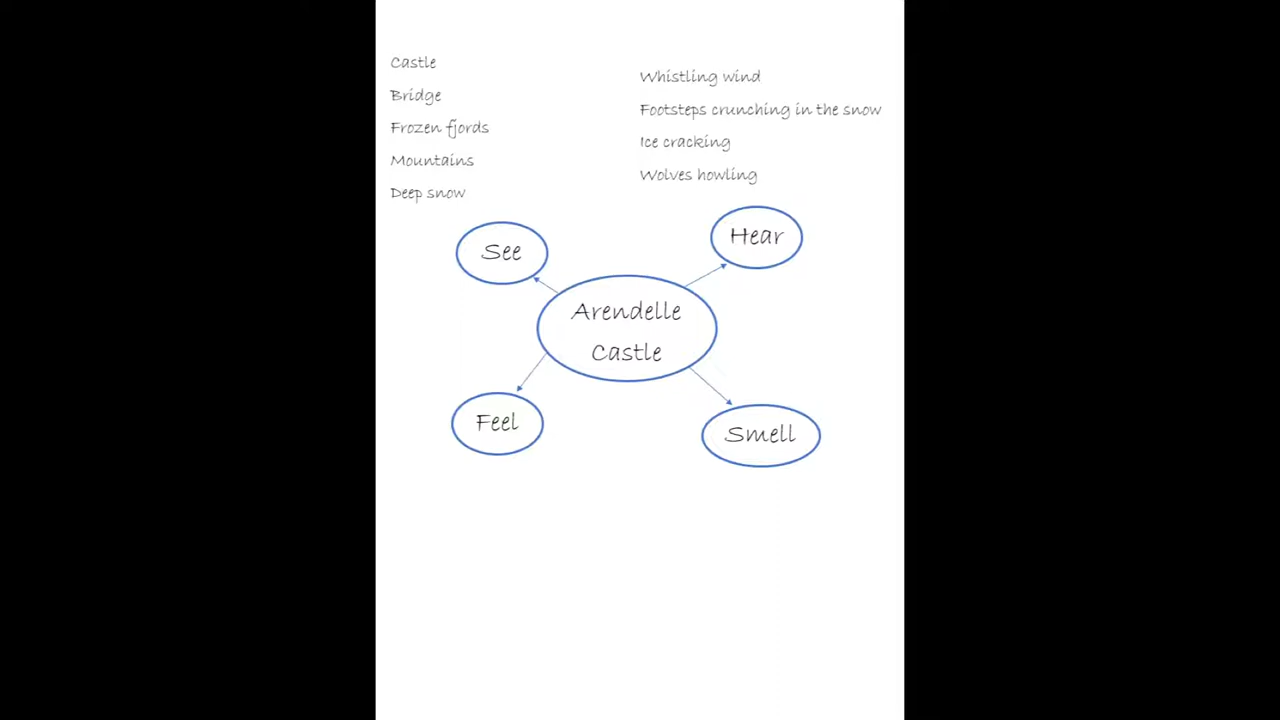 Castle
Bridge
Frozen fjords
Mountains
Deep snow
Whistling wind
Footsteps crunching in the snow
Ice cracking
Wolves howling
See
Hear
Arendelle
Castle
Feel
Smell